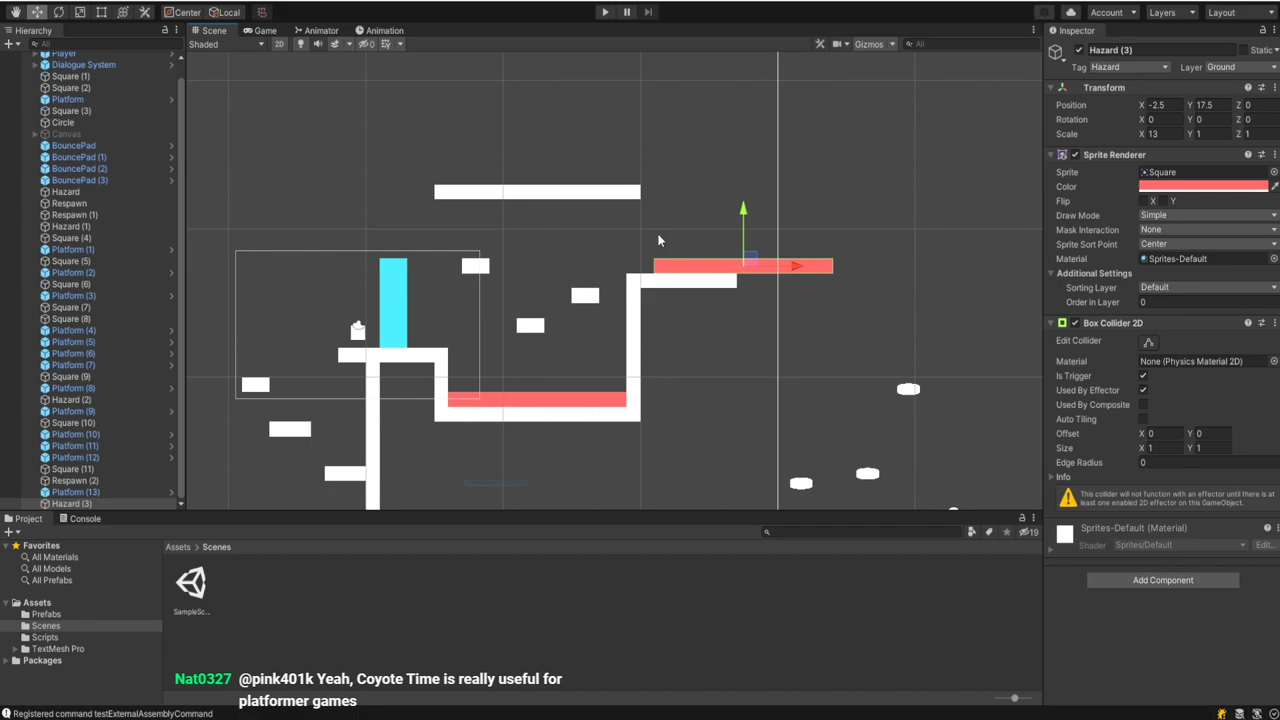 Center
Local
Account
Layers
Layout
Hierarchy
All
Player
Dialogue System
Square (1)
Square (2)
Platform
Square (3)
Circle
Canvas
BouncePad
BouncePad (1)
BouncePad (2)
BouncePad (3)
Hazard
Respawn
Respawn (1)
Hazard (1)
Square (4)
Platform (1)
Square (5)
Platform (2)
Square (6)
Platform (3)
Square (7)
Square (8)
Platform (4)
Platform (5)
Platform (6)
Platform (7)
Square (9)
Platform (8)
Hazard (2)
Platform (9)
Square (10)
Platform (10)
Platform (11)
Platform (12)
Square (11)
Respawn (2)
Platform (13)
Hazard (3)
Scene
Game
Animator
Animation
Shaded
2D
0
Gizmos
All
Inspector
Hazard (3)
Static
Tag Hazard Layer Ground
Transform
Position X -2.5 Y 17.5 Z 0
Rotation X 0 Y 0 Z 0
Scale X 13 Y 1 Z 1
Sprite Renderer
Sprite Square
Color
Flip X Y
Draw Mode Simple
Mask Interaction None
Sprite Sort Point Center
Material Sprites-Default
Additional Settings
Sorting Layer Default
Order in Layer 0
Box Collider 2D
Edit Collider
Material None (Physics Material 2D)
Is Trigger
Used By Effector
Used By Composite
Auto Tiling
Offset X 0 Y 0
Size X 1 Y 1
Edge Radius 0
Info
This collider will not function with an effector until there is at
least one enabled 2D effector on this GameObject.
Sprites-Default (Material)
Shader Sprites/Default Edit...
Add Component
Project
Console
19
Favorites
All Materials
All Models
All Prefabs
Assets
Prefabs
Scenes
Scripts
TextMesh Pro
Packages
Assets > Scenes
SampleSc...
Nat0327 @pink401k Yeah, Coyote Time is really useful for
platformer games
Registered command testExternalAssemblyCommand